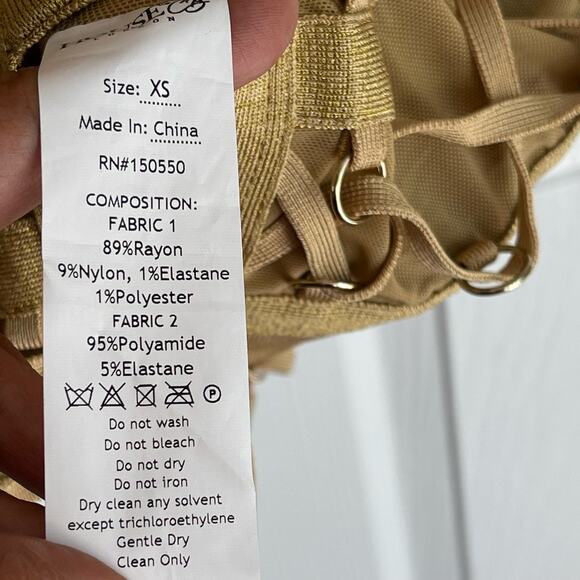 Size: XS
Made In: China
RN#150550
COMPOSITION:
FABRIC 1
89%Rayon
9%Nylon, 1%Elastane
1%Polyester
FABRIC 2
95%Polyamide
5%Elastane
P
Do not wash
Do not bleach
Do not dry
Do not iron
Dry clean any solvent
except trichloroethylene
Gentle Dry
Clean Only